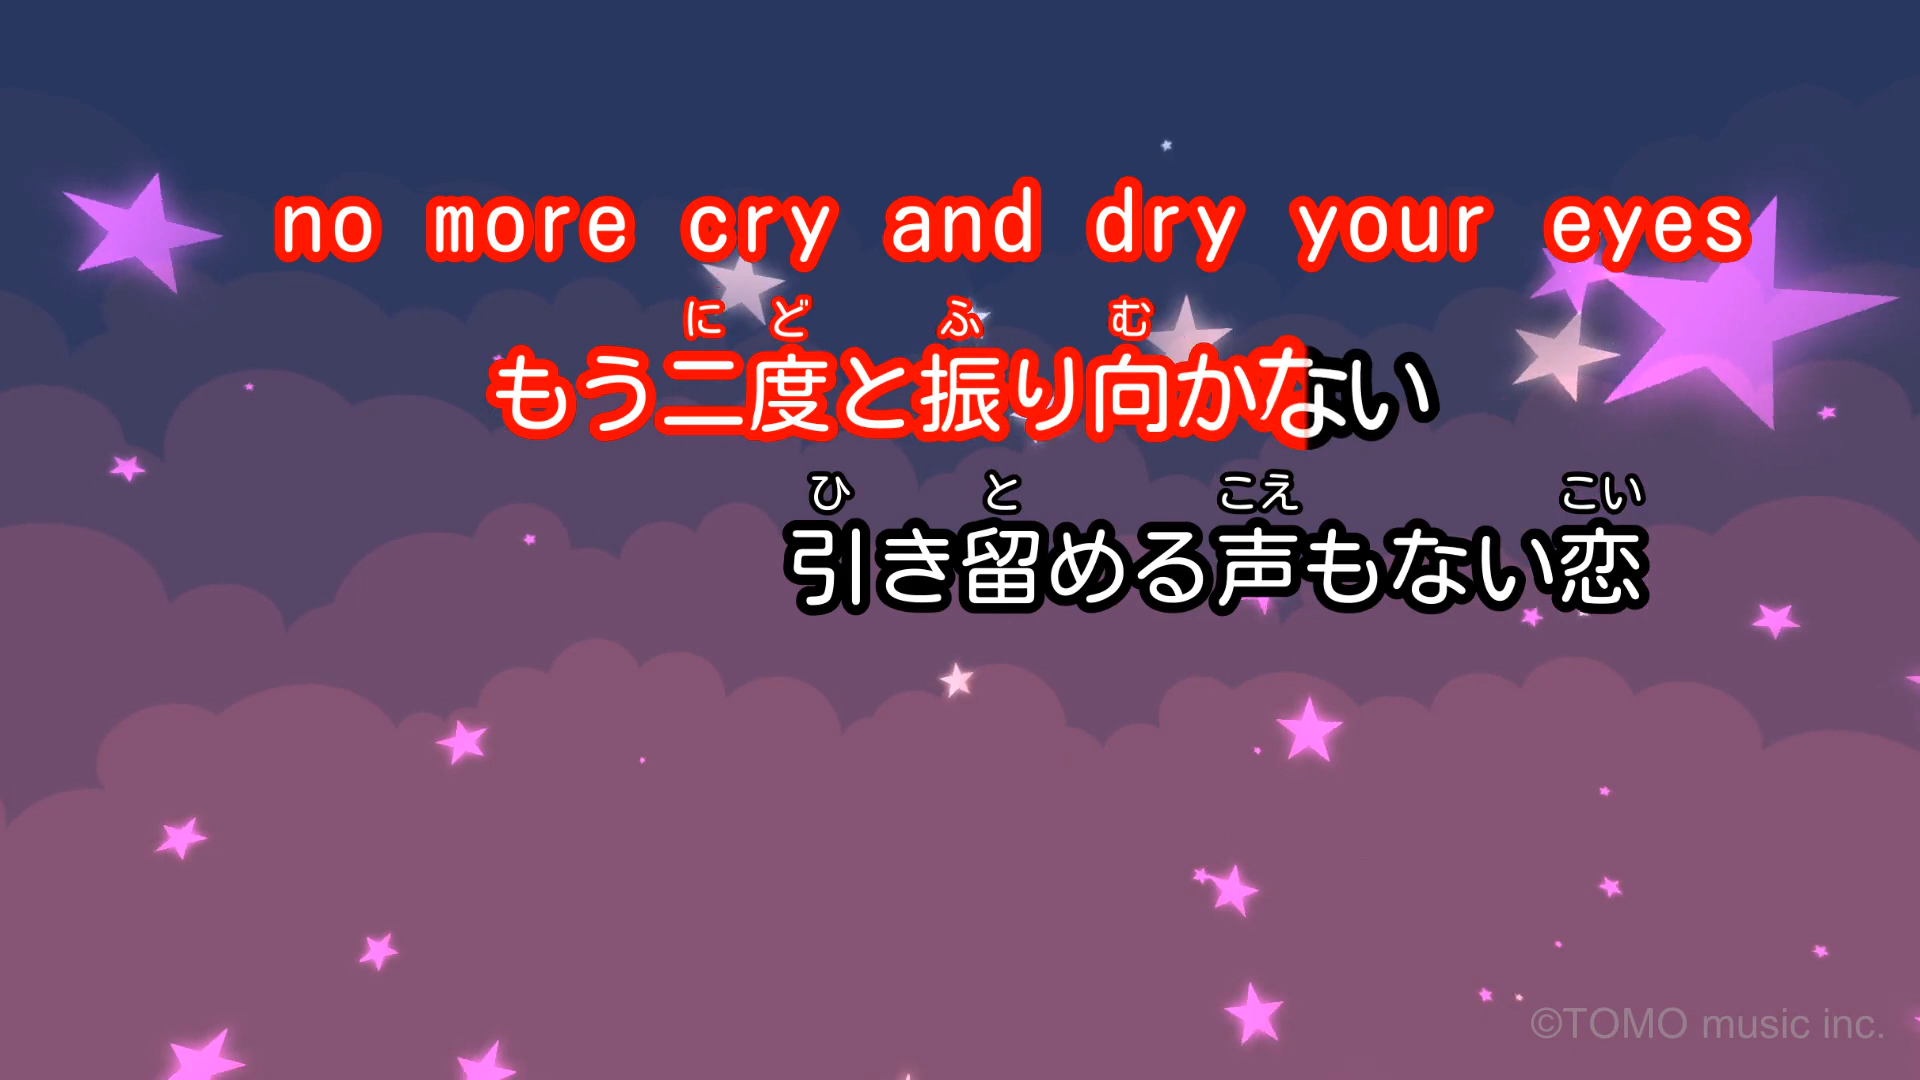 no more cry and dry your eyes
にどふむ
もう二度と振り向かない
ひとこえこい
引き留める声もない恋
©TOMO music inc.